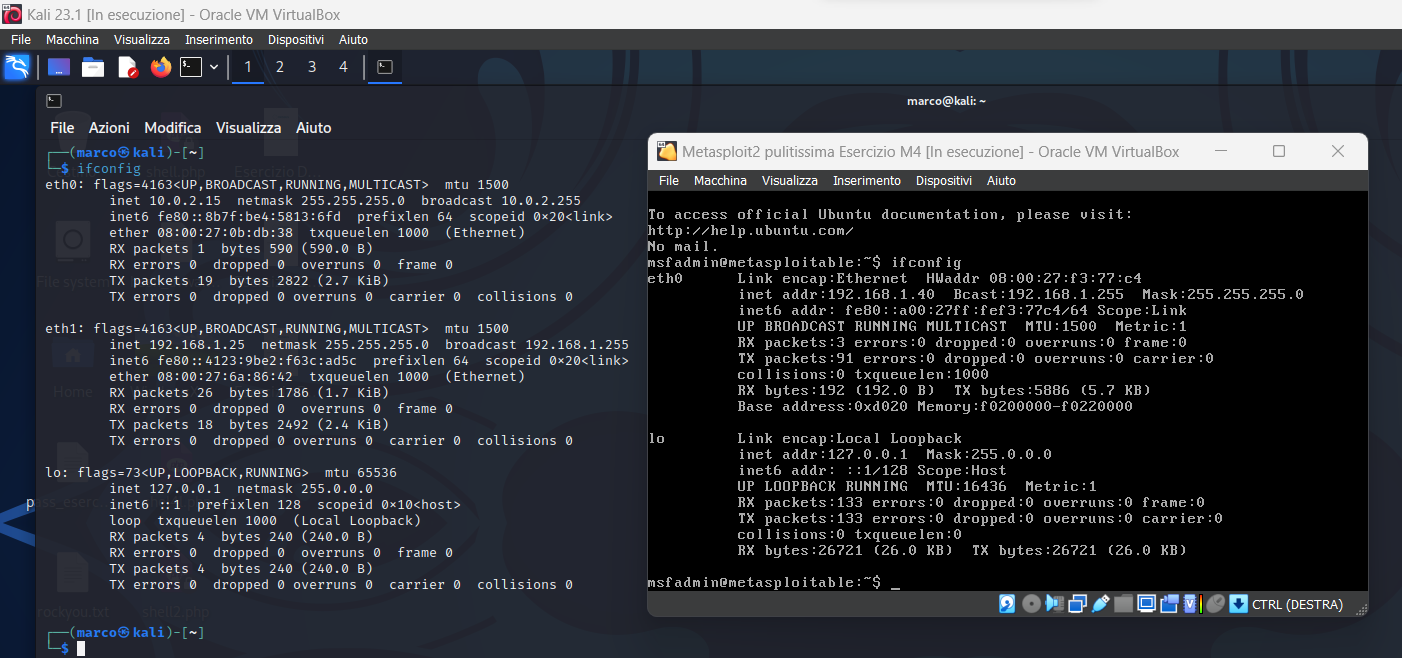 Kali 23.1 [In esecuzione] - Oracle VM VirtualBox
File Macchina Visualizza Inserimento Dispositivi Aiuto
1 2 3 4
marco@kali: ~
File Azioni Modifica Visualizza Aiuto
┌──(marco㉿kali)-[~]
└─$ ifconfig
eth0: flags=4163<UP,BROADCAST,RUNNING,MULTICAST>  mtu 1500
        inet 10.0.2.15  netmask 255.255.255.0  broadcast 10.0.2.255
        inet6 fe80::8b7f:be4:5813:6fd  prefixlen 64  scopeid 0×20<link>
        ether 08:00:27:0b:db:38  txqueuelen 1000  (Ethernet)
        RX packets 1  bytes 590 (590.0 B)
        RX errors 0  dropped 0  overruns 0  frame 0
        TX packets 19  bytes 2822 (2.7 KiB)
        TX errors 0  dropped 0 overruns 0  carrier 0  collisions 0
eth1: flags=4163<UP,BROADCAST,RUNNING,MULTICAST>  mtu 1500
        inet 192.168.1.25  netmask 255.255.255.0  broadcast 192.168.1.255
        inet6 fe80::4123:9be2:f63c:ad5c  prefixlen 64  scopeid 0×20<link>
        ether 08:00:27:6a:86:42  txqueuelen 1000  (Ethernet)
        RX packets 26  bytes 1786 (1.7 KiB)
        RX errors 0  dropped 0  overruns 0  frame 0
        TX packets 18  bytes 2492 (2.4 KiB)
        TX errors 0  dropped 0 overruns 0  carrier 0  collisions 0
lo: flags=73<UP,LOOPBACK,RUNNING>  mtu 65536
        inet 127.0.0.1  netmask 255.0.0.0
        inet6 ::1  prefixlen 128  scopeid 0×10<host>
        loop  txqueuelen 1000  (Local Loopback)
        RX packets 4  bytes 240 (240.0 B)
        RX errors 0  dropped 0  overruns 0  frame 0
        TX packets 4  bytes 240 (240.0 B)
        TX errors 0  dropped 0 overruns 0  carrier 0  collisions 0
┌──(marco㉿kali)-[~]
└─$
File system
Home
rockyou.txt
shell2.php
Metasploit2 pulitissima Esercizio M4 [In esecuzione] - Oracle VM VirtualBox
File Macchina Visualizza Inserimento Dispositivi Aiuto
To access official Ubuntu documentation, please visit:
http://help.ubuntu.com/
No mail.
msfadmin@metasploitable:~$ ifconfig
eth0      Link encap:Ethernet  HWaddr 08:00:27:f3:77:c4
          inet addr:192.168.1.40  Bcast:192.168.1.255  Mask:255.255.255.0
          inet6 addr: fe80::a00:27ff:fef3:77c4/64 Scope:Link
          UP BROADCAST RUNNING MULTICAST  MTU:1500  Metric:1
          RX packets:3 errors:0 dropped:0 overruns:0 frame:0
          TX packets:91 errors:0 dropped:0 overruns:0 carrier:0
          collisions:0 txqueuelen:1000
          RX bytes:192 (192.0 B)  TX bytes:5886 (5.7 KB)
          Base address:0xd020 Memory:f0200000-f0220000
lo        Link encap:Local Loopback
          inet addr:127.0.0.1  Mask:255.0.0.0
          inet6 addr: ::1/128 Scope:Host
          UP LOOPBACK RUNNING  MTU:16436  Metric:1
          RX packets:133 errors:0 dropped:0 overruns:0 frame:0
          TX packets:133 errors:0 dropped:0 overruns:0 carrier:0
          collisions:0 txqueuelen:0
          RX bytes:26721 (26.0 KB)  TX bytes:26721 (26.0 KB)
msfadmin@metasploitable:~$ _
CTRL (DESTRA)